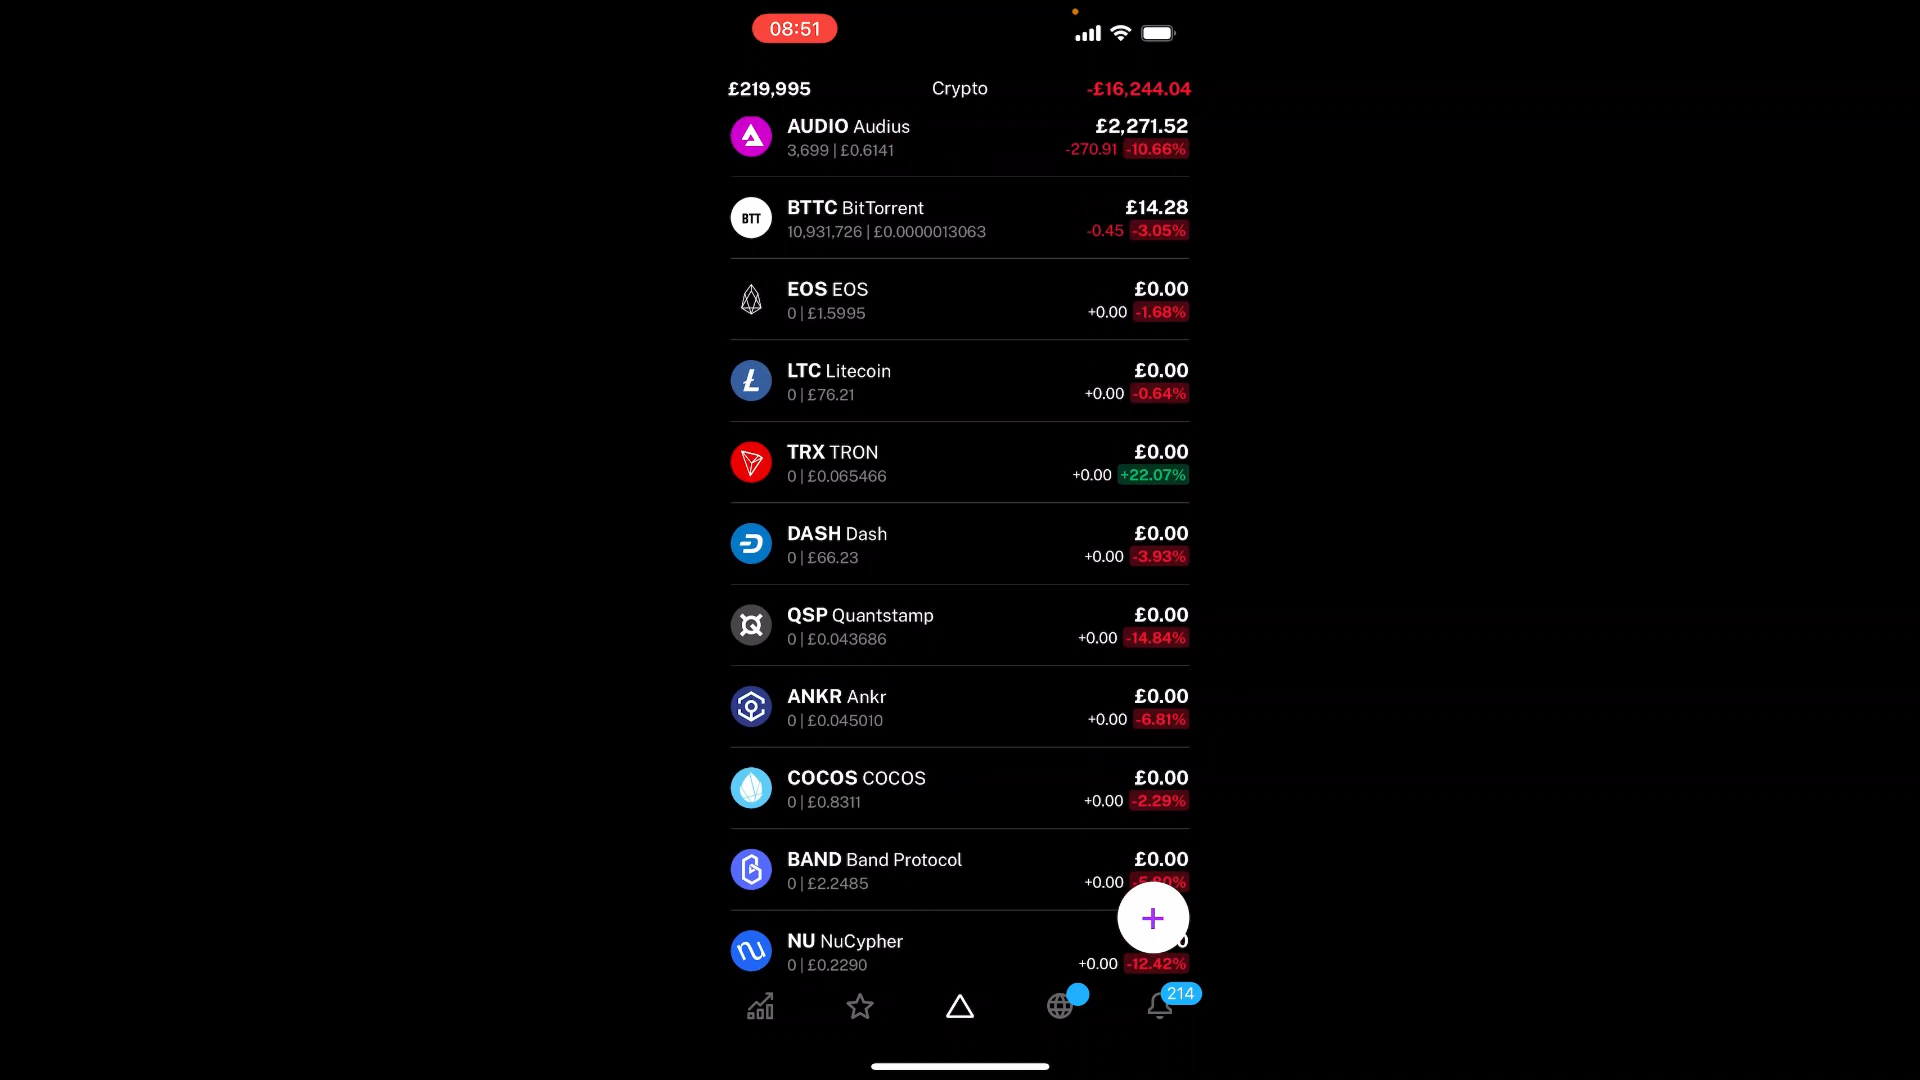 08:51
£219,995 Crypto -£16,244.04
AUDIO Audius £2,271.52
3,699 | £0.6141 -270.91 -10.66%
BTT BTTC BitTorrent £14.28
10,931,726 | £0.0000013063 -0.45 -3.05%
EOS EOS £0.00
0 | £1.5995 +0.00 -1.68%
LTC Litecoin £0.00
0 | £76.21 +0.00 -0.64%
TRX TRON £0.00
0 | £0.065466 +0.00 +22.07%
DASH Dash £0.00
0 | £66.23 +0.00 -3.93%
QSP Quantstamp £0.00
0 | £0.043686 +0.00 -14.84%
ANKR Ankr £0.00
0 | £0.045010 +0.00 -6.81%
COCOS COCOS £0.00
0 | £0.8311 +0.00 -2.29%
BAND Band Protocol £0.00
0 | £2.2485 +0.00
NU NuCypher
0 | £0.2290 +0.00 -12.42%
214